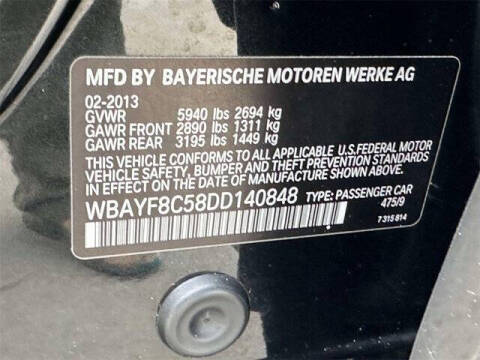 MFD BY BAYERISCHE MOTOREN WERKE AG
02-2013
GVWR 5940 lbs 2694 kg
GAWR FRONT 2890 lbs 1311 kg
GAWR REAR 3195 lbs 1449 kg
THIS VEHICLE CONFORMS TO ALL APPLICABLE U.S.FEDERAL MOTOR
VEHICLE SAFETY, BUMPER AND THEFT PREVENTION STANDARDS
IN EFFECT ON THE DATE OF MANUFACTURE SHOWN ABOVE.
WBAYF8C58DD140848 TYPE: PASSENGER CAR
475/9
7 315 814